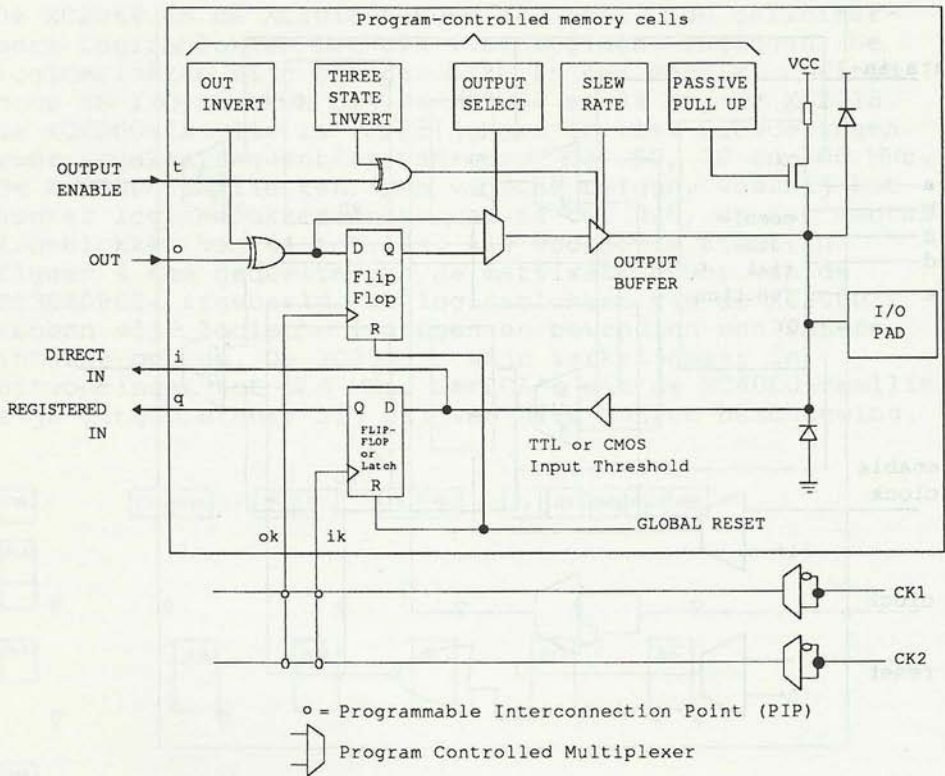 Program-controlled memory cells
OUT
INVERT
THREE
STATE
INVERT
OUTPUT
SELECT
SLEW
RATE
PASSIVE
PULL UP
VCC
OUTPUT
ENABLE
t
OUT
o
D Q
Flip
Flop
R
OUTPUT
BUFFER
I/O
PAD
DIRECT
IN
i
REGISTERED
IN
q
Q D
FLIP-
FLOP
or
Latch
R
TTL or CMOS
Input Threshold
GLOBAL RESET
ok ik
CK1
CK2
o = Programmable Interconnection Point (PIP)
Program Controlled Multiplexer